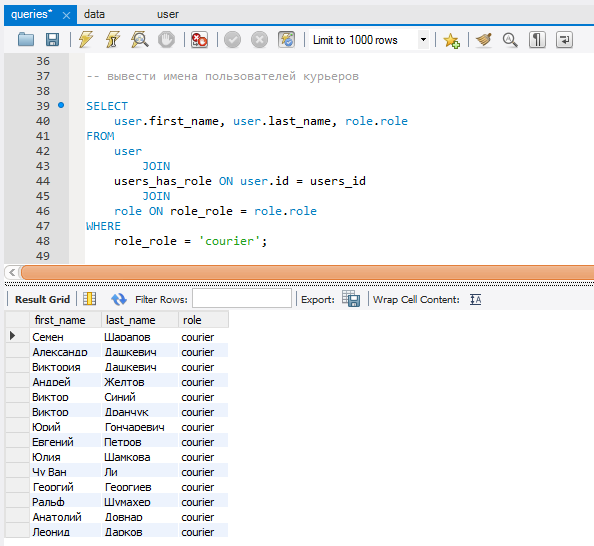 queries* data user
Limit to 1000 rows
36
37 -- вывести имена пользователей курьеров
38
39 SELECT
40 user.first_name, user.last_name, role.role
41 FROM
42 user
43 JOIN
44 users_has_role ON user.id = users_id
45 JOIN
46 role ON role_role = role.role
47 WHERE
48 role_role = 'courier';
49
Result Grid Filter Rows: Export: Wrap Cell Content:
first_name last_name role
Семен Шарапов courier
Александр Дашкевич courier
Виктория Дашкевич courier
Андрей Желтов courier
Виктор Синий courier
Виктор Дранчук courier
Юрий Гончаревич courier
Евгений Петров courier
Юлия Шамкова courier
Чу Ван Ли courier
Георгий Георгиев courier
Ральф Шумахер courier
Анатолий Довнар courier
Леонид Дарков courier